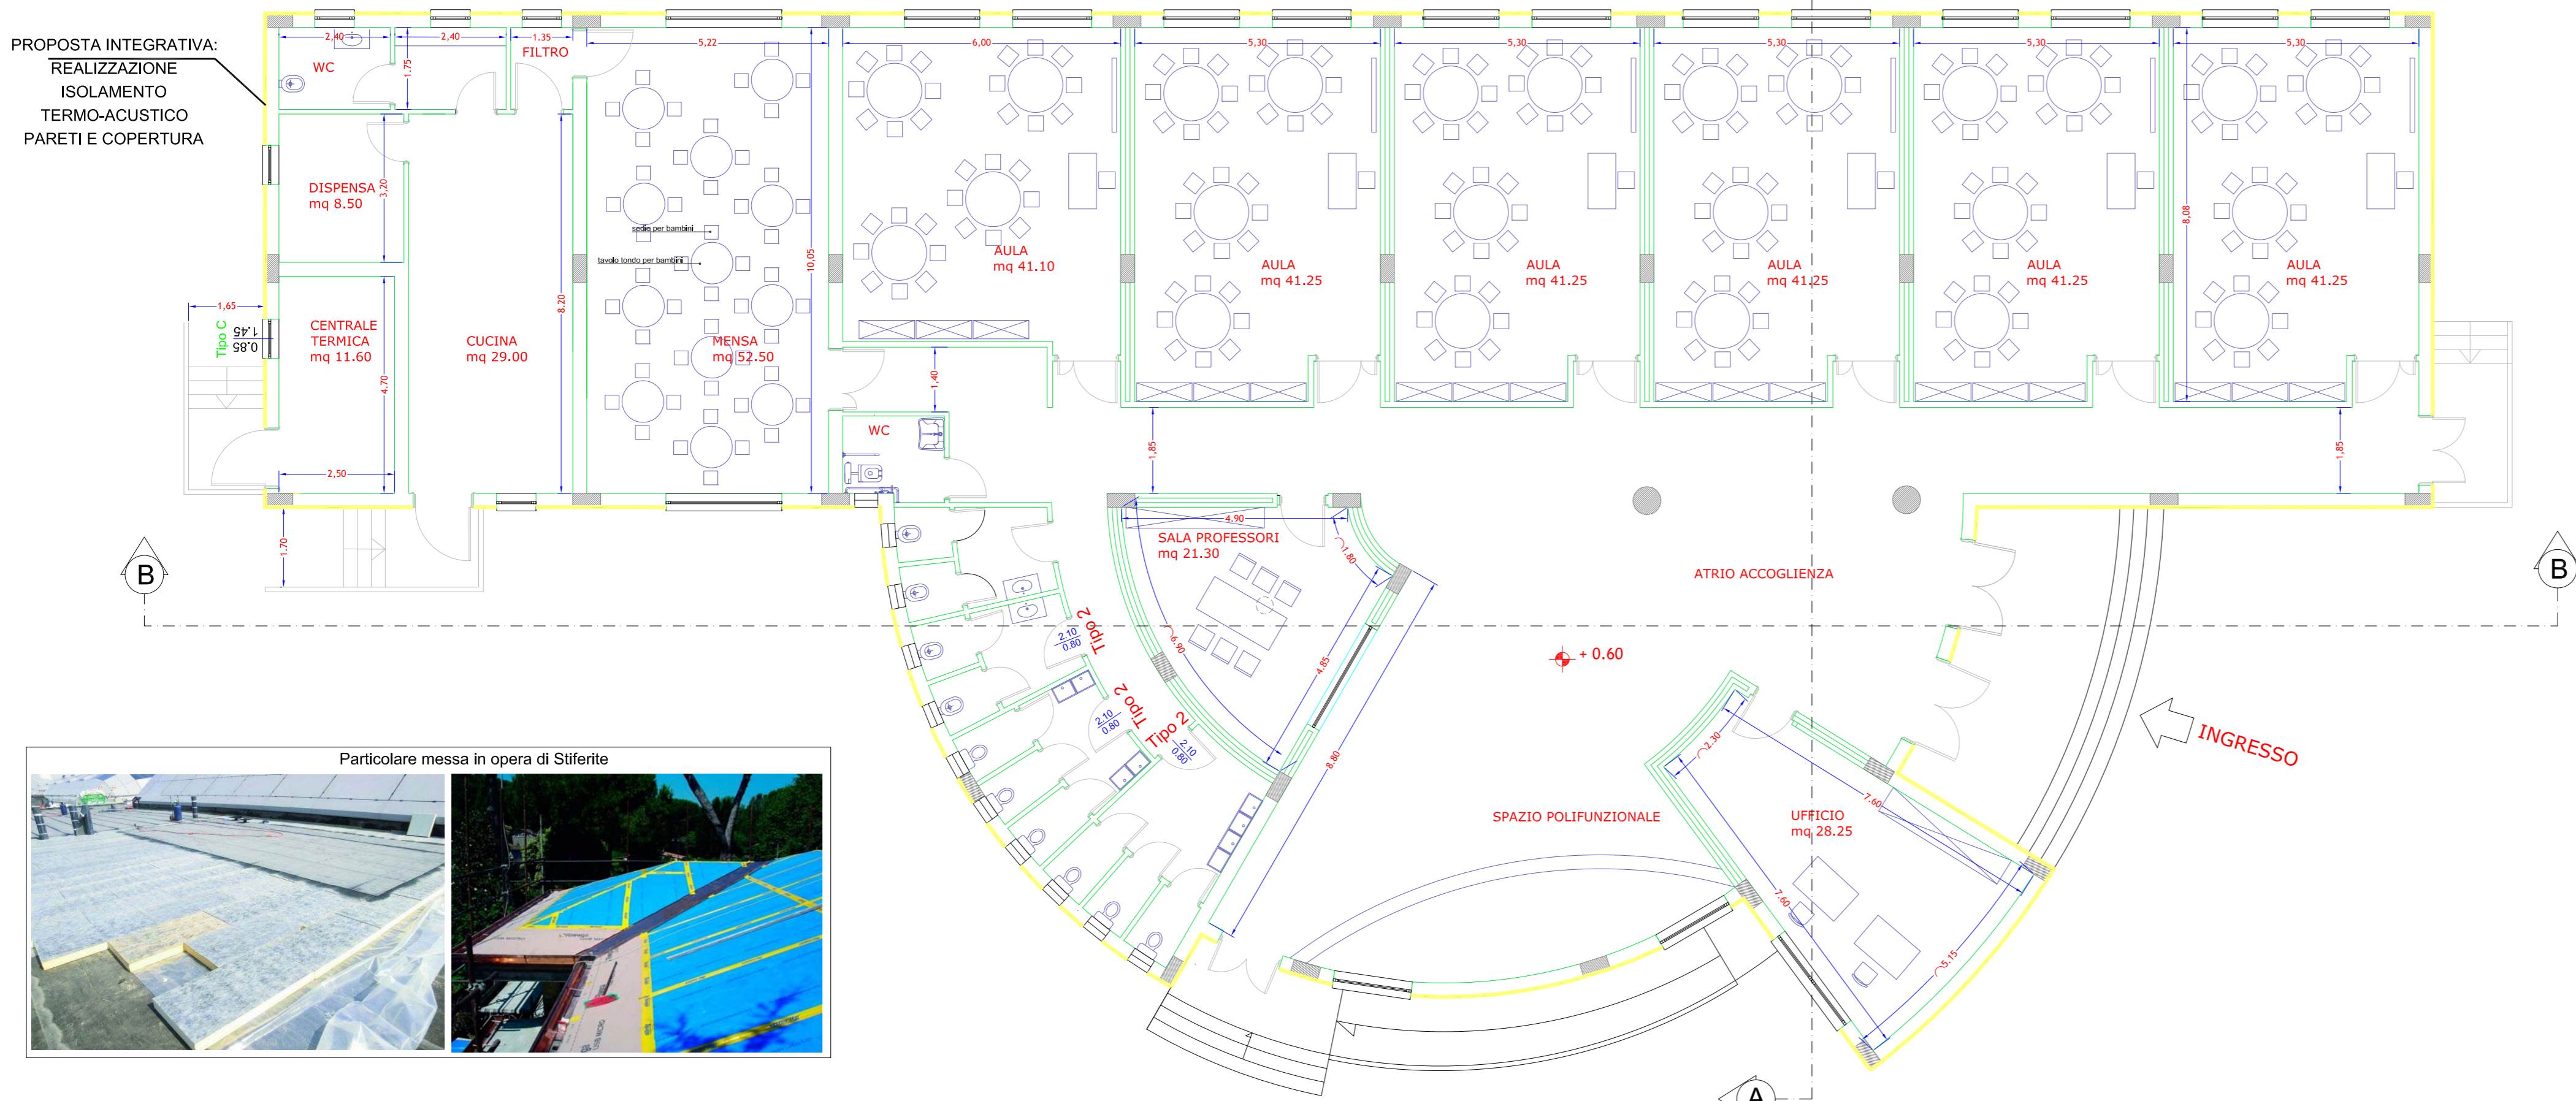 PROPOSTA INTEGRATIVA:
REALIZZAZIONE
ISOLAMENTO
TERMO-ACUSTICO
PARETI E COPERTURA
2,40
2,40
1.35
5,22
6,00
5,30
5,30
5,30
5,30
5,30
WC
1.75
FILTRO
DISPENSA
mq 8.50
3,20
sedie per bambini
tavolo tondo per bambini
10,05
8,08
AULA
mq 41.10
AULA
mq 41.25
AULA
mq 41.25
AULA
mq 41.25
AULA
mq 41.25
AULA
mq 41.25
1,65
Tipo C
1.45
0.85
CENTRALE
TERMICA
mq 11.60
4.70
2,50
CUCINA
mq 29.00
8.20
MENSA
mq 52.50
1,40
WC
1,85
1,85
1.70
B
B
4,90
SALA PROFESSORI
mq 21.30
1.80
6.90
4.85
8.80
ATRIO ACCOGLIENZA
+ 0.60
Tipo 2
2.10
0.80
Tipo 2
2.10
0.80
Tipo 2
2.10
0.80
INGRESSO
2.30
7.60
SPAZIO POLIFUNZIONALE
UFFICIO
mq 28.25
7.60
5.15
A
Particolare messa in opera di Stiferite